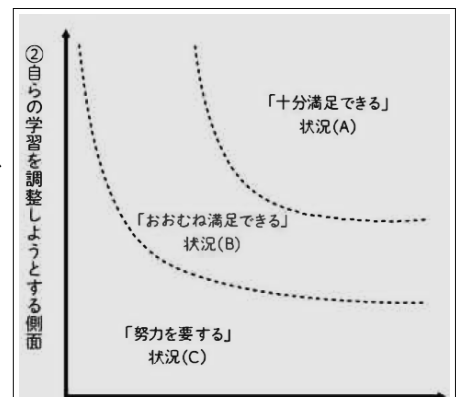 ②自らの学習を調整しようとする側面
「十分満足できる」
状況(A)
「おおむね満足できる」
状況(B)
「努力を要する」
状況(C)